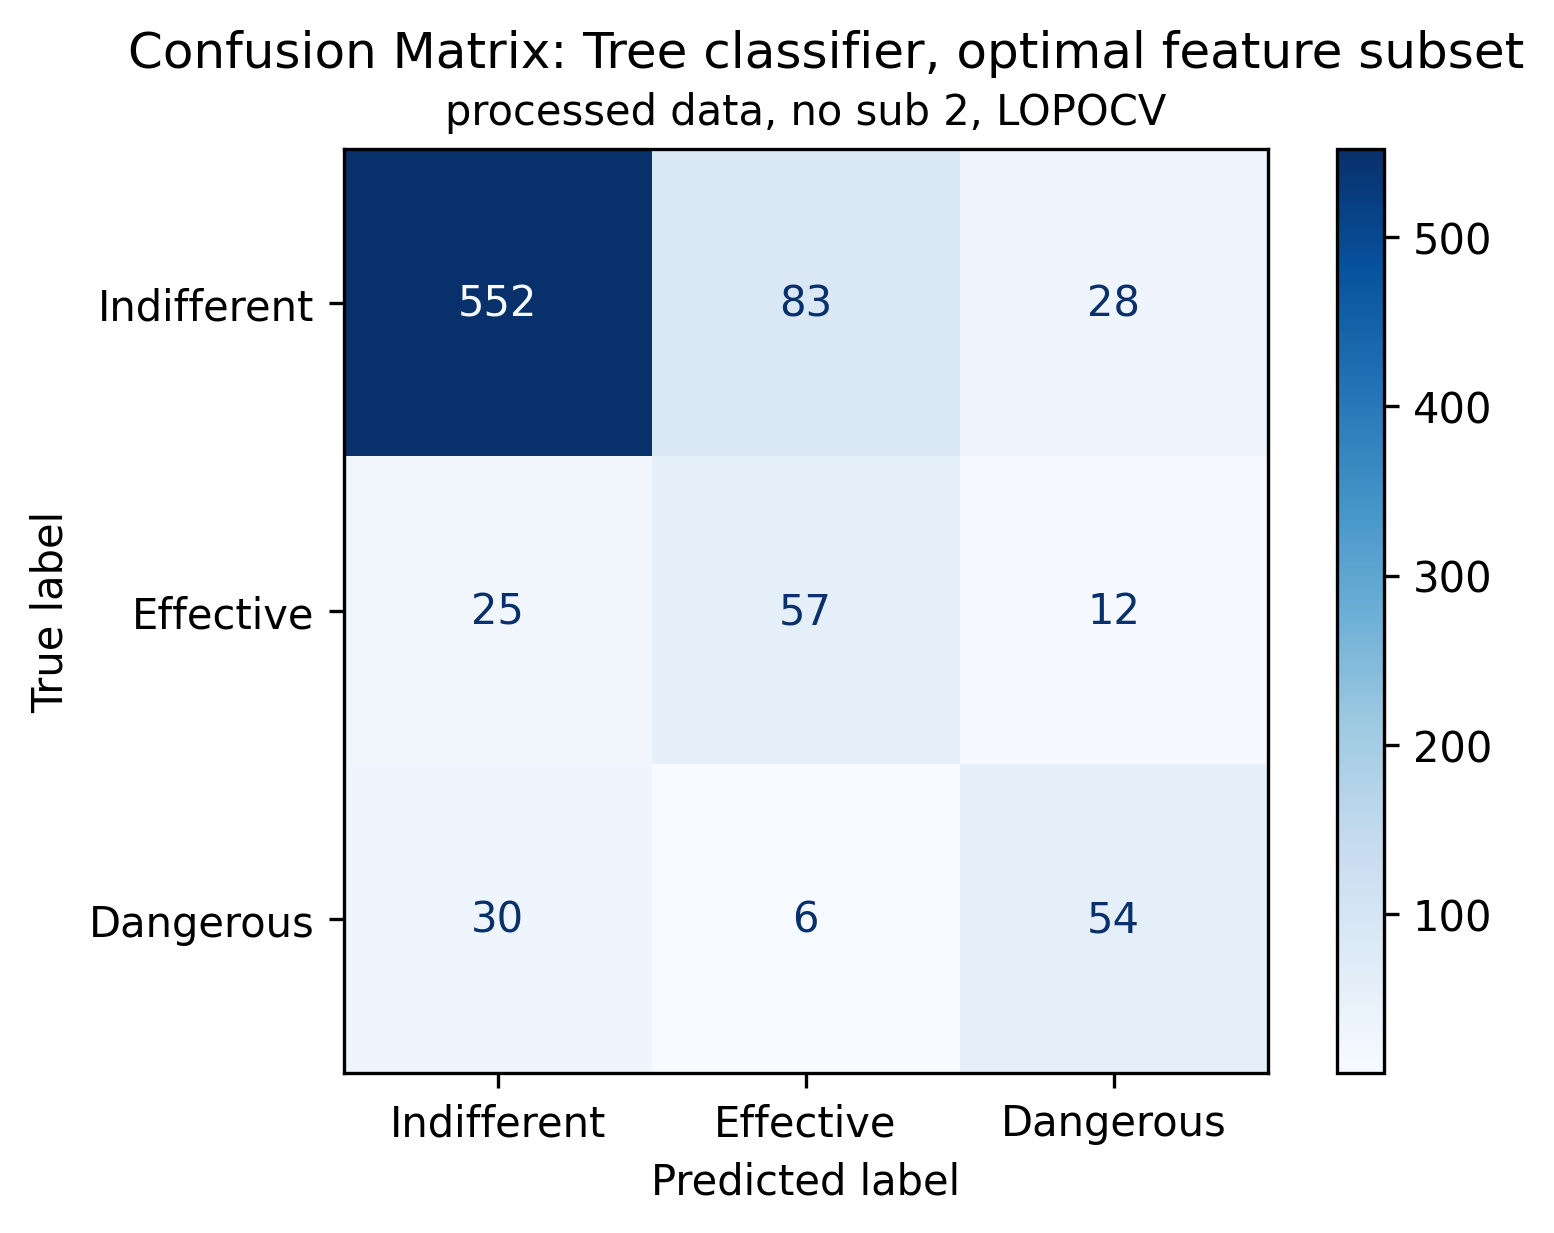 Confusion Matrix: Tree classifier, optimal feature subset
processed data, no sub 2, LOPOCV
True label
Indifferent
552
83
28
Effective
25
57
12
Dangerous
30
6
54
Indifferent
Effective
Dangerous
Predicted label
500
400
300
200
100